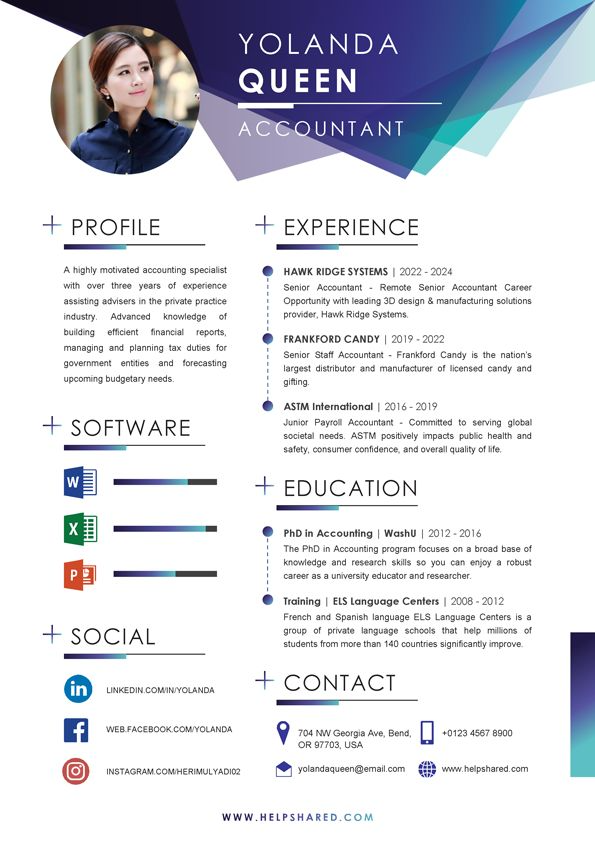 YOLANDA
QUEEN
ACCOUNTANT
PROFILE
A highly motivated accounting specialist
with over three years of experience
assisting advisers in the private practice
industry. Advanced knowledge of
building efficient financial reports,
managing and planning tax duties for
government entities and forecasting
upcoming budgetary needs.
SOFTWARE
W
X
P
SOCIAL
in
LINKEDIN.COM/IN/YOLANDA
f
WEB.FACEBOOK.COM/YOLANDA
INSTAGRAM.COM/HERIMULYADI02
EXPERIENCE
HAWK RIDGE SYSTEMS | 2022 - 2024
Senior Accountant - Remote Senior Accountant Career
Opportunity with leading 3D design & manufacturing solutions
provider, Hawk Ridge Systems.
FRANKFORD CANDY | 2019 - 2022
Senior Staff Accountant - Frankford Candy is the nation's
largest distributor and manufacturer of licensed candy and
gifting.
ASTM International | 2016 - 2019
Junior Payroll Accountant - Committed to serving global
societal needs. ASTM positively impacts public health and
safety, consumer confidence, and overall quality of life.
EDUCATION
PhD in Accounting | WashU | 2012 - 2016
The PhD in Accounting program focuses on a broad base of
knowledge and research skills so you can enjoy a robust
career as a university educator and researcher.
Training | ELS Language Centers | 2008 - 2012
French and Spanish language ELS Language Centers is a
group of private language schools that help millions of
students from more than 140 countries significantly improve.
CONTACT
704 NW Georgia Ave, Bend,
OR 97703, USA
+0123 4567 8900
yolandaqueen@email.com
www.helpshared.com
WWW.HELPSHARED.COM